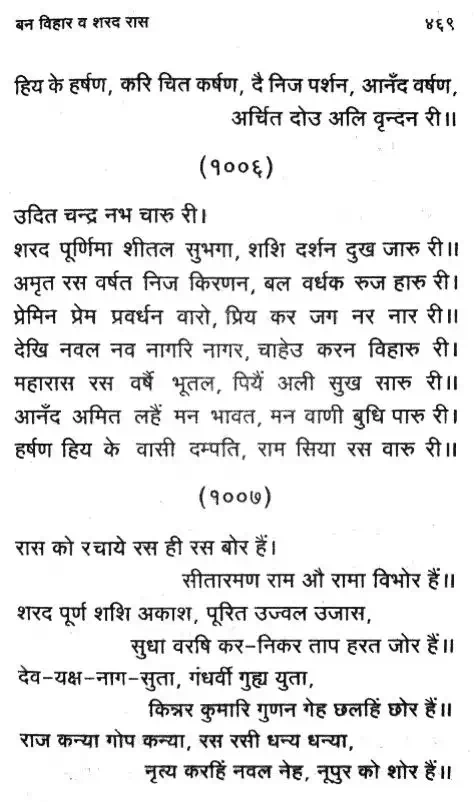 बन विहार व शरद रास ४६९
हिय के हर्षण, करि चित कर्षण, दै निज पर्शन, आनँद वर्षण,
अर्चित दोउ अलि वृन्दन री॥
(१००६)
उदित चन्द्र नभ चारु री।
शरद पूर्णिमा शीतल सुभगा, शशि दर्शन दुख जारु री॥
अमृत रस वर्षत निज किरणन, बल वर्धक रुज हारु री।
प्रेमिन प्रेम प्रवर्धन वारो, प्रिय कर जग नर नार री॥
देखि नवल नव नागरि नागर, चाहेउ करन विहारु री।
महारास रस वर्षै भूतल, पियैं अली सुख सारु री॥
आनँद अमित लहैं मन भावत, मन वाणी बुधि पारु री।
हर्षण हिय के वासी दम्पति, राम सिया रस वारु री॥
(१००७)
रास को रचाये रस ही रस बोर हैं।
सीतारमण राम औ रामा विभोर हैं॥
शरद पूर्ण शशि अकाश, पूरित उज्वल उजास,
सुधा वरषि कर-निकर ताप हरत जोर हैं॥
देव-यक्ष-नाग-सुता, गंधर्वी गुह्य युता,
किन्नर कुमारि गुणन गेह छलहिं छोर हैं॥
राज कन्या गोप कन्या, रस रसी धन्य धन्या,
नृत्य करहिं नवल नेह, नूपुर को शोर हैं॥